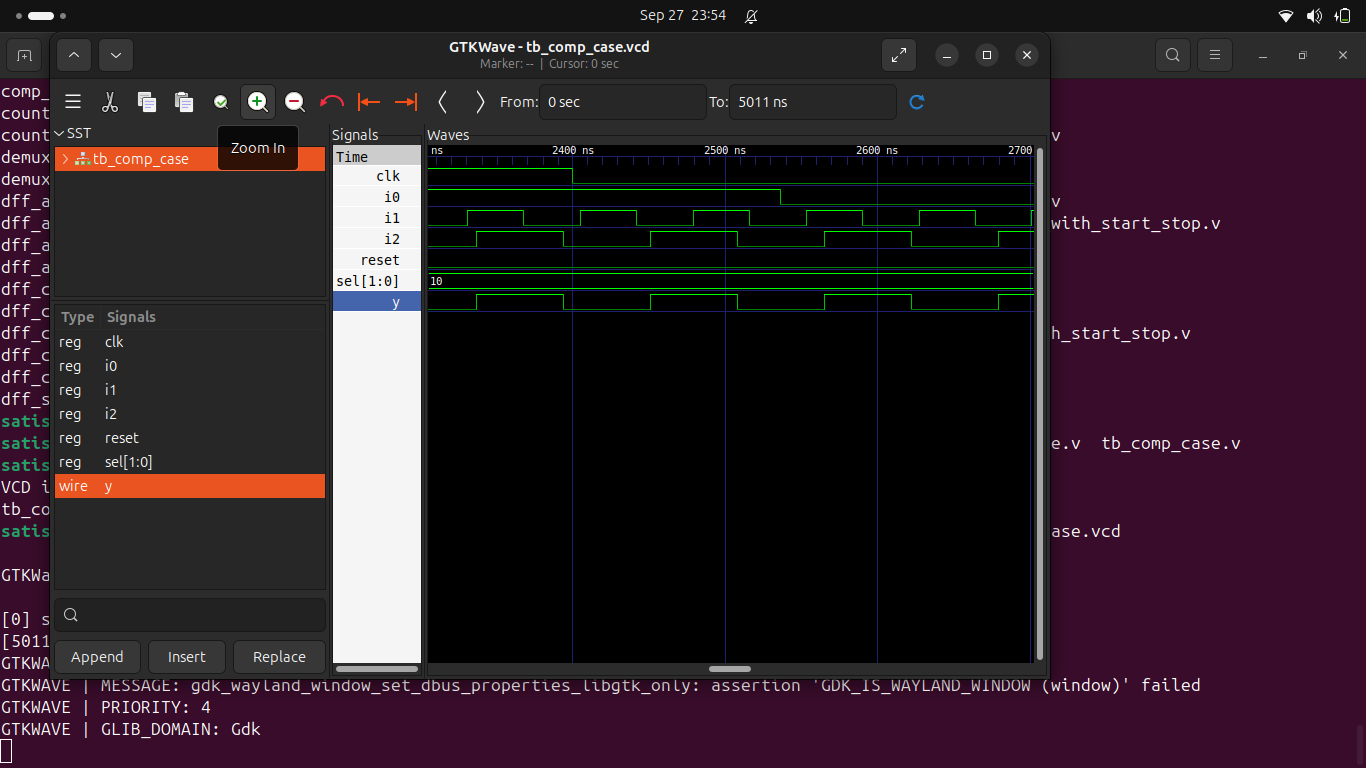 Sep 27 23:54
GTKWave - tb_comp_case.vcd
Marker: -- | Cursor: 0 sec
From: 0 sec To: 5011 ns
SST
tb_comp_case
Zoom In
Type Signals
reg clk
reg i0
reg i1
reg i2
reg reset
reg sel[1:0]
wire y
Append Insert Replace
Signals
Time
clk
i0
i1
i2
reset
sel[1:0]
y
Waves
ns 2400 ns 2500 ns 2600 ns 2700
10
comp_
count
count v
demux
demux
dff_a v
dff_a with_start_stop.v
dff_a
dff_a
dff_c
dff_c
dff_c h_start_stop.v
dff_c
dff_c
dff_s
satis
satis e.v tb_comp_case.v
satis
VCD i
tb_co
satis ase.vcd
GTKWa
[0] s
[5011
GTKWA
GTKWAVE | MESSAGE: gdk_wayland_window_set_dbus_properties_libgtk_only: assertion 'GDK_IS_WAYLAND_WINDOW (window)' failed
GTKWAVE | PRIORITY: 4
GTKWAVE | GLIB_DOMAIN: Gdk